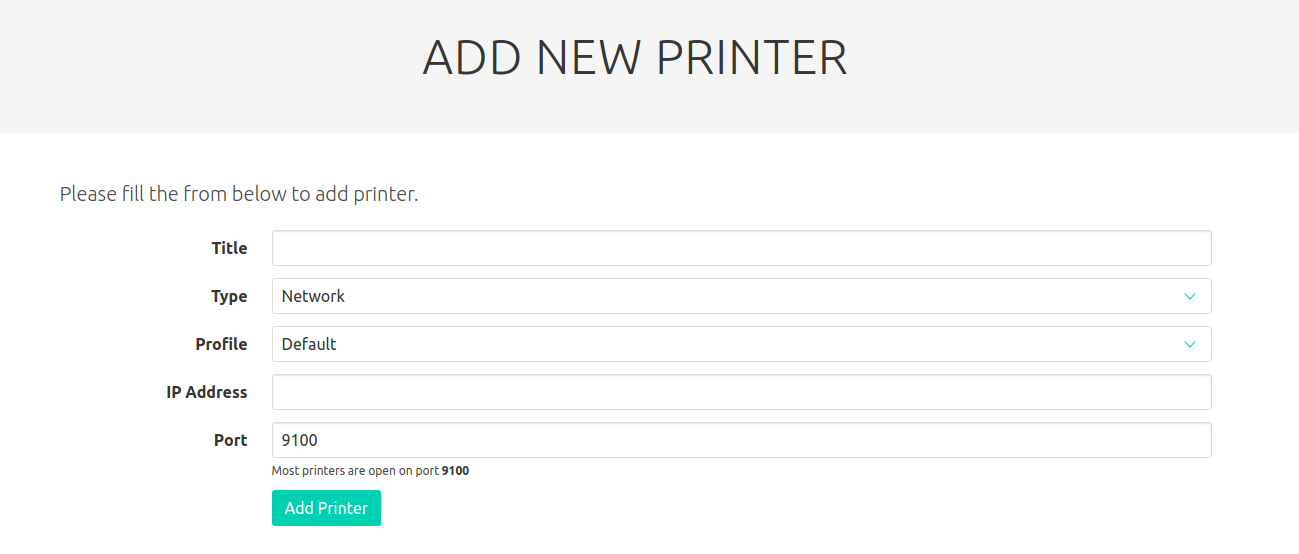 ADD NEW PRINTER
Please fill the from below to add printer.
Title
Type Network
Profile Default
IP Address
Port 9100
Most printers are open on port 9100
Add Printer